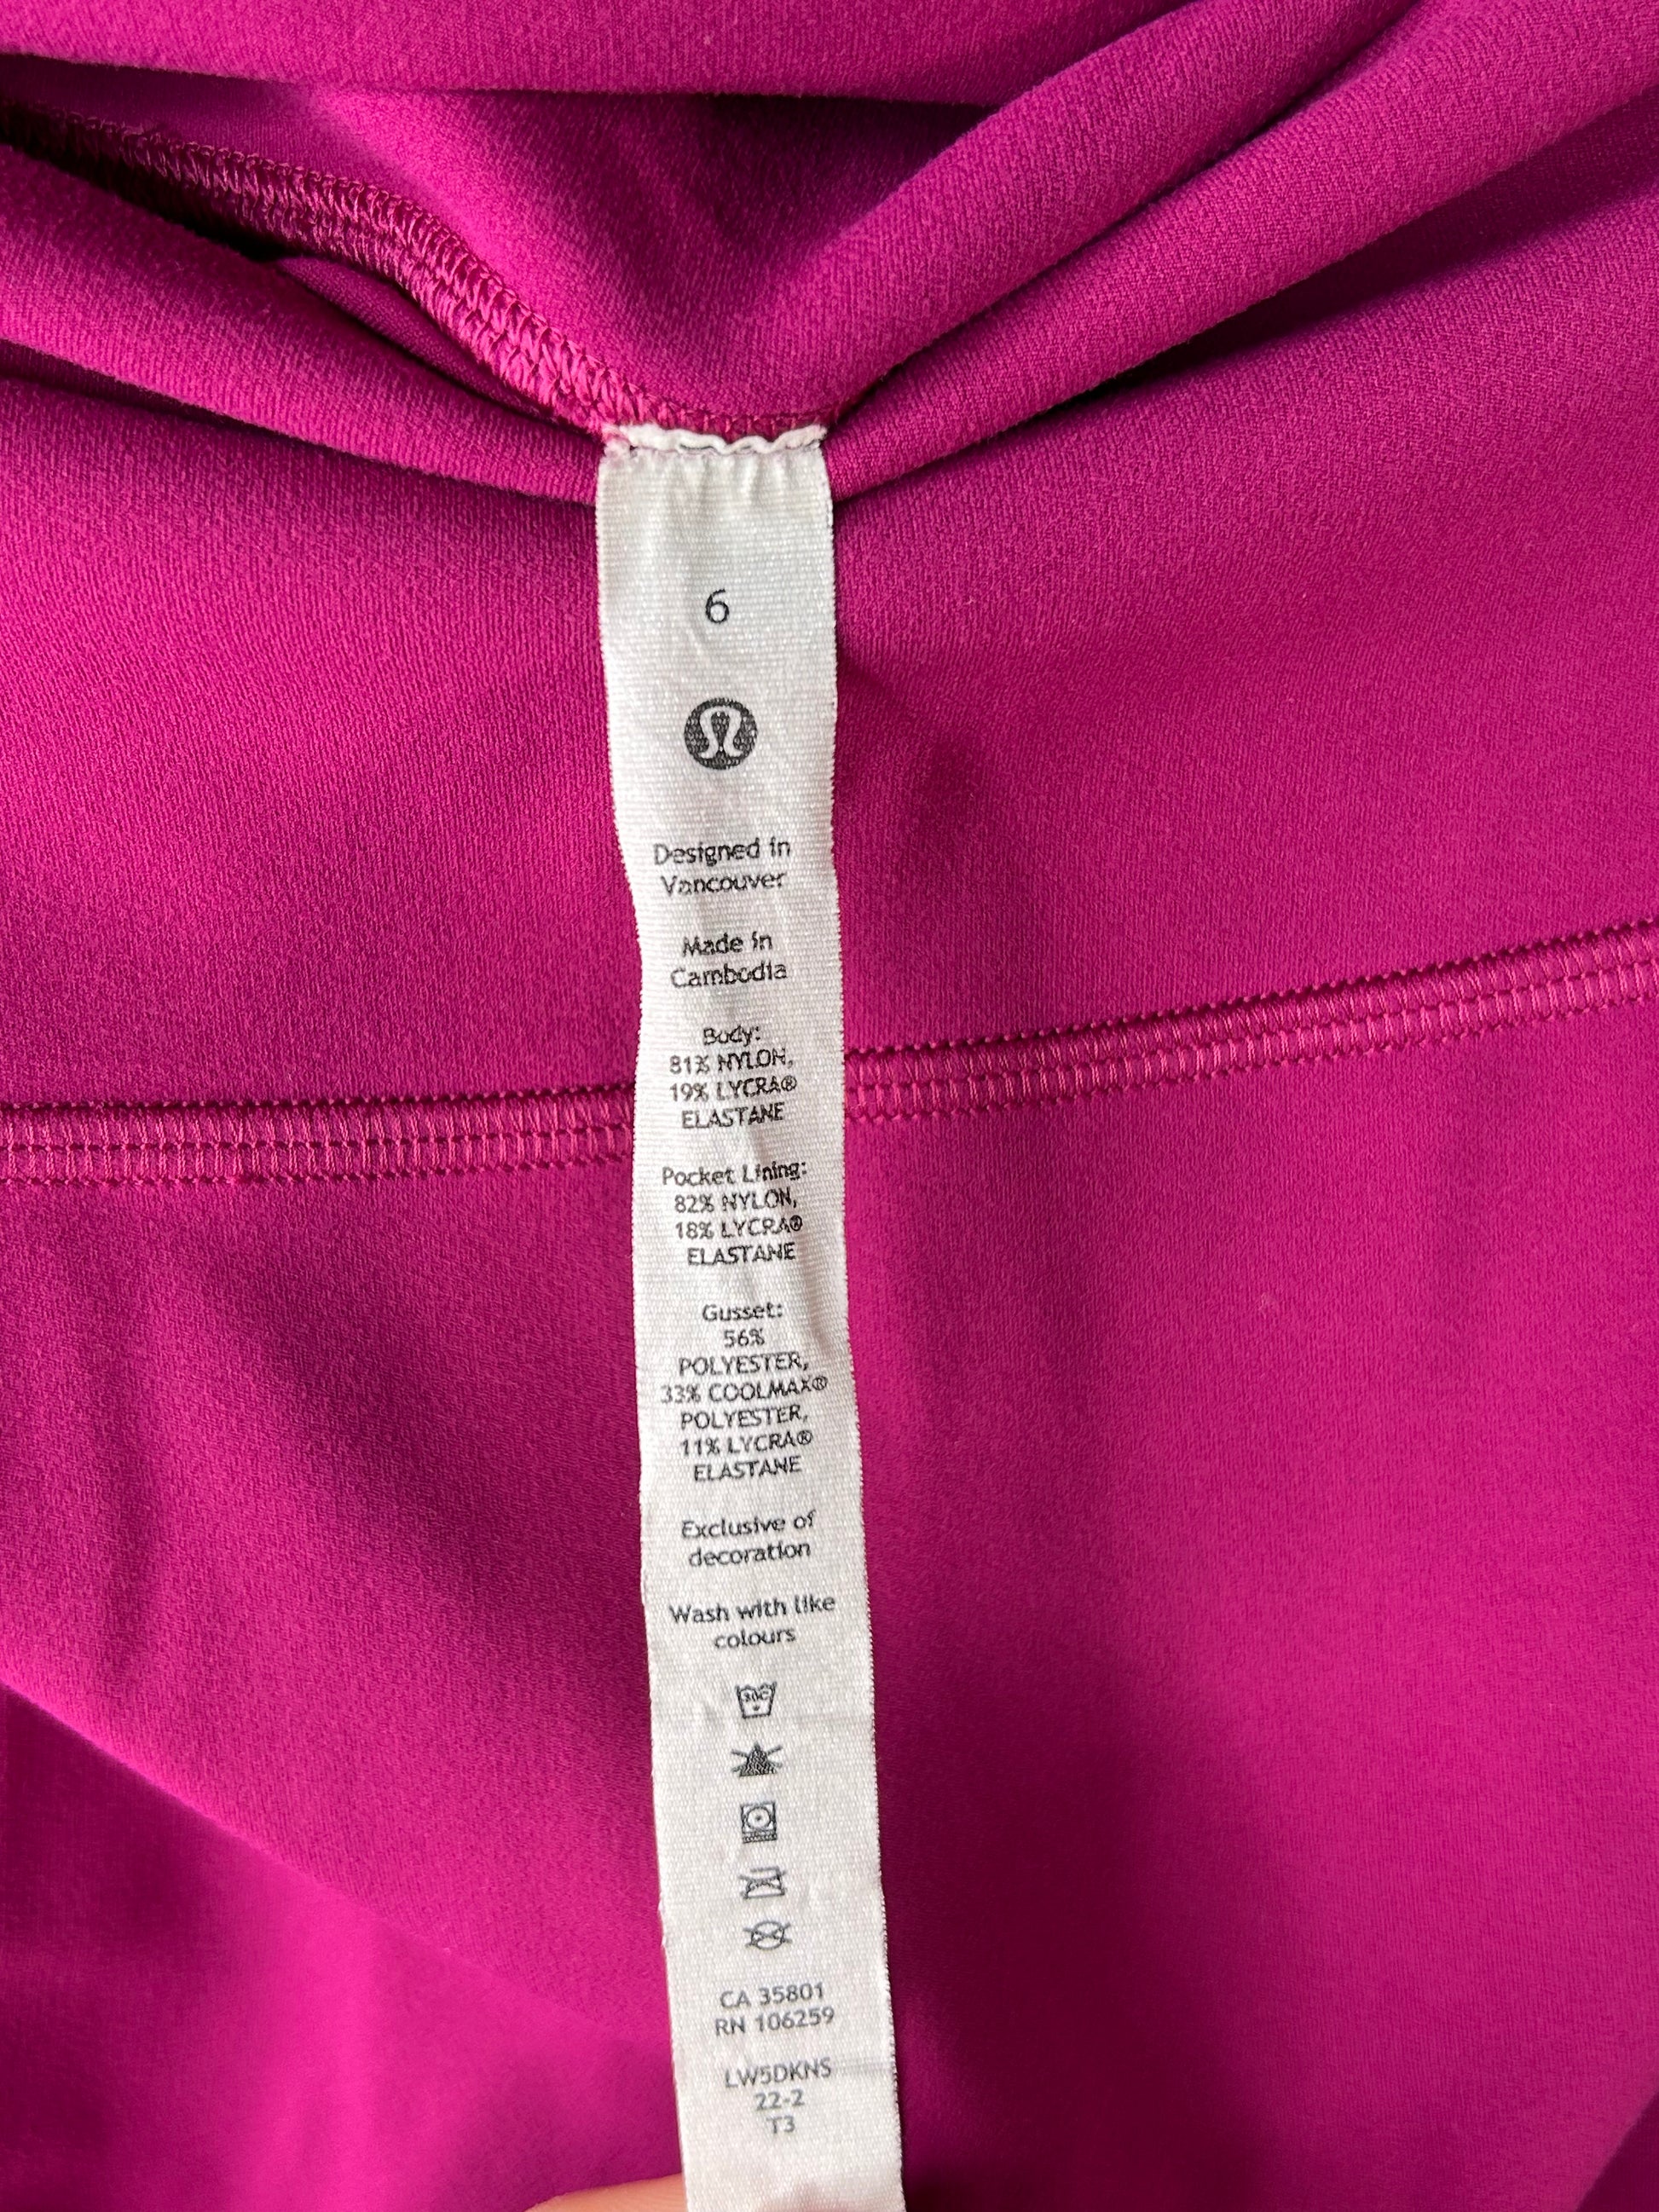 6
Designed in
Vancouver
Made in
Cambodia
Body:
81% NYLON,
19% LYCRA®
ELASTANE
Pocket Lining:
82% NYLON,
18% LYCRA®
ELASTANE
Gusset:
56%
POLYESTER,
33% COOLMAX®
POLYESTER,
11% LYCRA®
ELASTANE
Exclusive of
decoration
Wash with like
colours
30C
CA 35801
RN 106259
LW5DKNS
22-2
T3